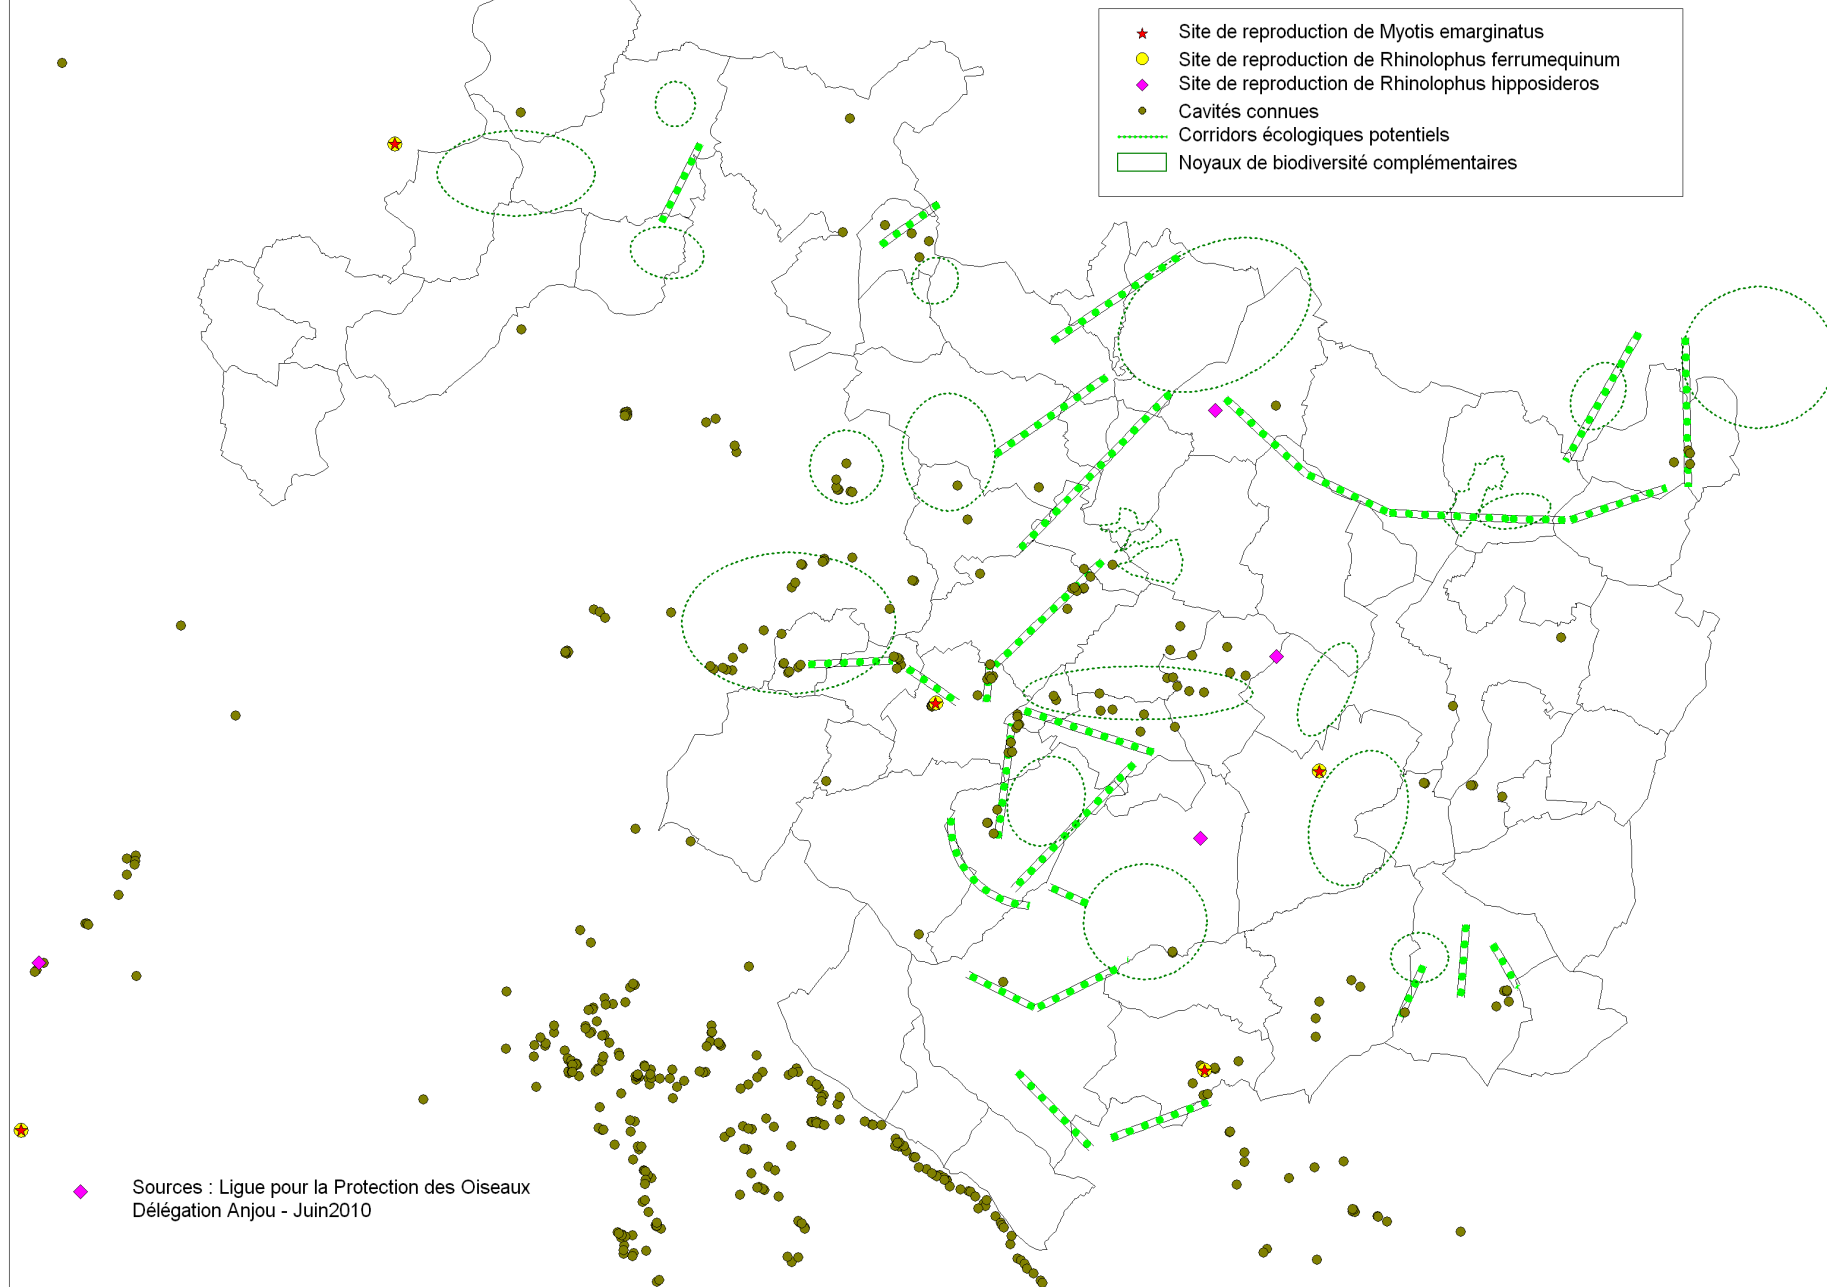 Site de reproduction de Myotis emarginatus
Site de reproduction de Rhinolophus ferrumequinum
Site de reproduction de Rhinolophus hipposideros
Cavités connues
Corridors écologiques potentiels
Noyaux de biodiversité complémentaires
Sources : Ligue pour la Protection des Oiseaux
Délégation Anjou - Juin2010